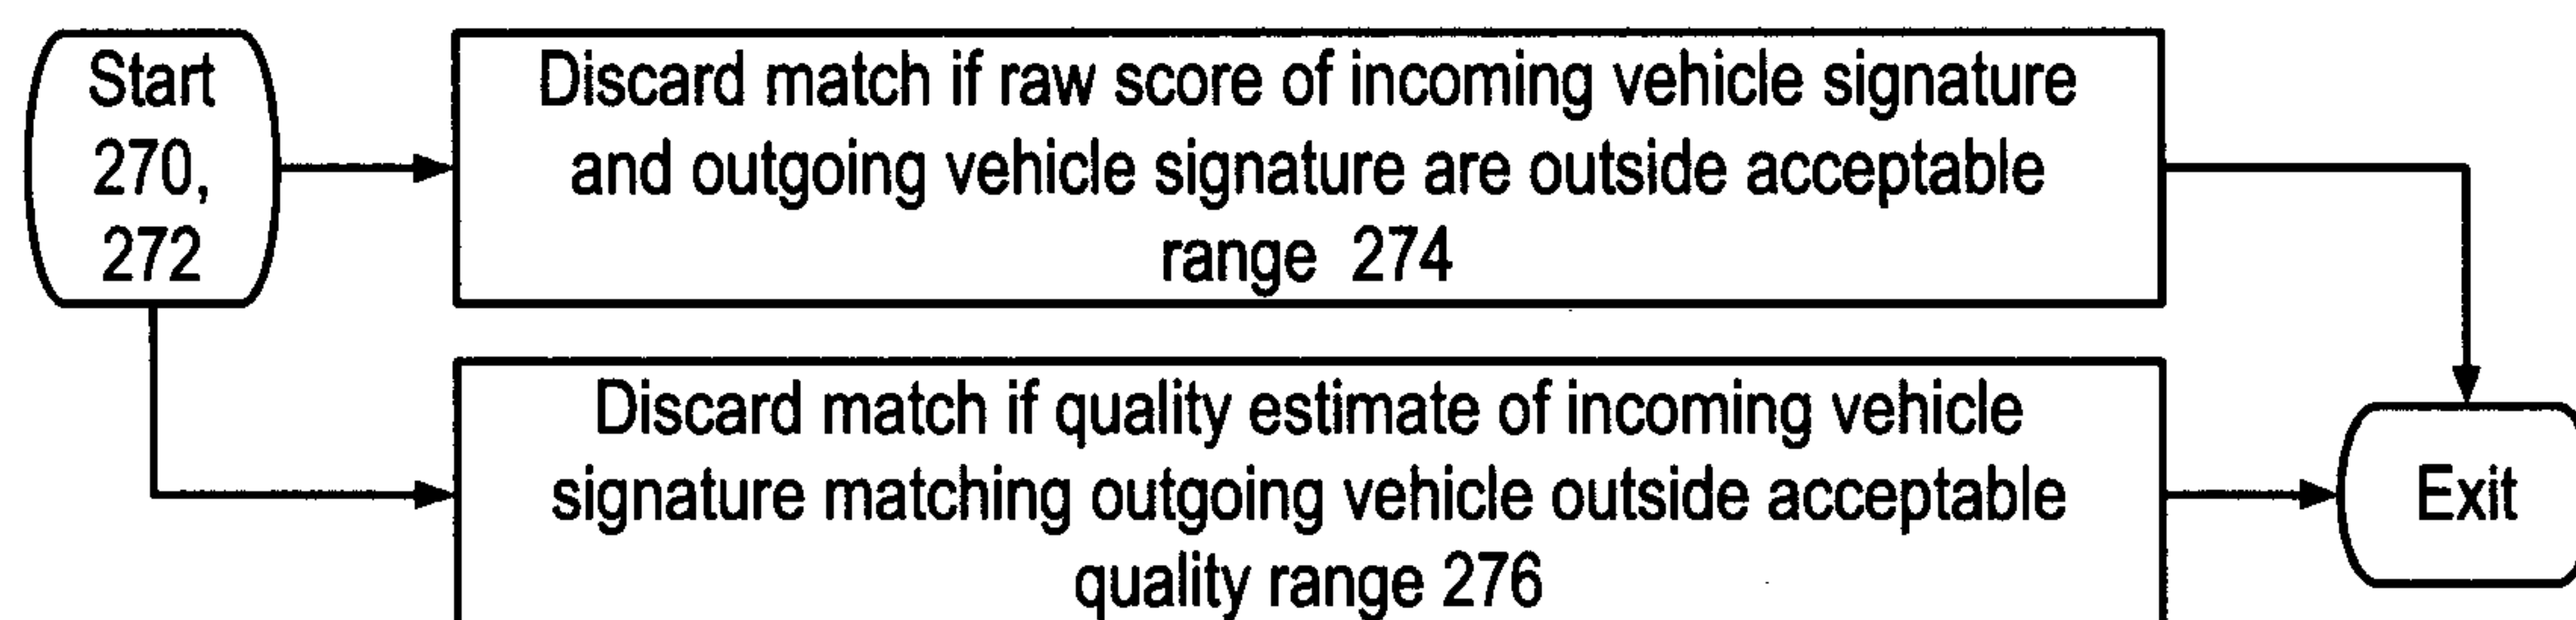 Start
270,
272
Discard match if raw score of incoming vehicle signature
and outgoing vehicle signature are outside acceptable
range 274
Discard match if quality estimate of incoming vehicle
signature matching outgoing vehicle outside acceptable
quality range 276
Exit